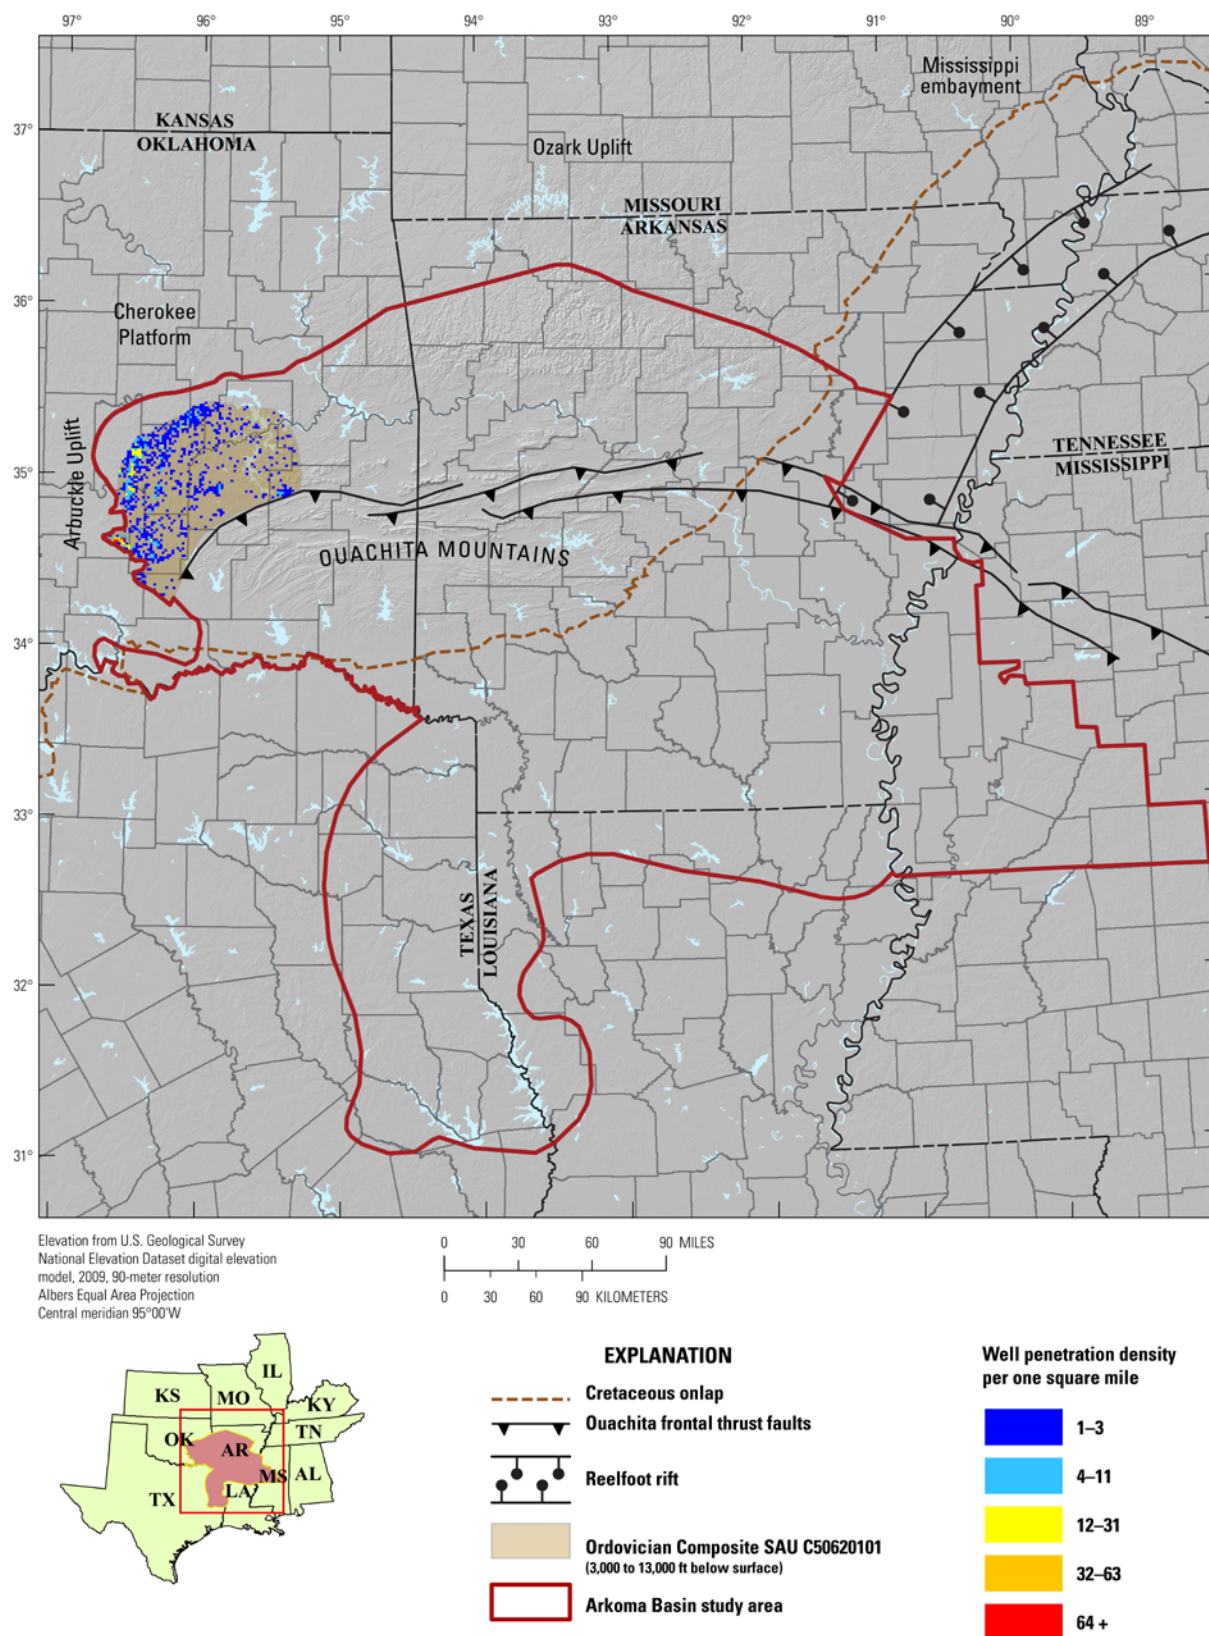 97° 96° 95° 94° 93° 92° 91° 90° 89°
Mississippi
embayment
37°
KANSAS
OKLAHOMA
Ozark Uplift
MISSOURI
ARKANSAS
36°
Cherokee
Platform
Arbuckle Uplift
35°
TENNESSEE
MISSISSIPPI
OUACHITA MOUNTAINS
34°
33°
TEXAS
LOUISIANA
32°
31°
Elevation from U.S. Geological Survey
National Elevation Dataset digital elevation
model, 2009, 90-meter resolution
Albers Equal Area Projection
Central meridian 95°00'W
0 30 60 90 MILES
0 30 60 90 KILOMETERS
IL
KS
MO
KY
OK
AR
TN
MS
AL
TX
LA
EXPLANATION
Cretaceous onlap
Ouachita frontal thrust faults
Reelfoot rift
Ordovician Composite SAU C50620101
(3,000 to 13,000 ft below surface)
Arkoma Basin study area
Well penetration density
per one square mile
1–3
4–11
12–31
32–63
64 +